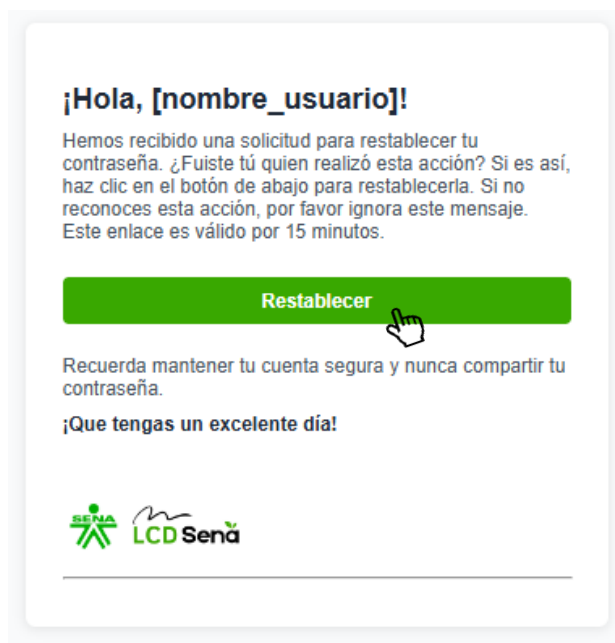 ¡Hola, [nombre_usuario]!
Hemos recibido una solicitud para restablecer tu
contraseña. ¿Fuiste tú quien realizó esta acción? Si es así,
haz clic en el botón de abajo para restablecerla. Si no
reconoces esta acción, por favor ignora este mensaje.
Este enlace es válido por 15 minutos.
Restablecer
Recuerda mantener tu cuenta segura y nunca compartir tu
contraseña.
¡Que tengas un excelente día!
SENA LCD Sena